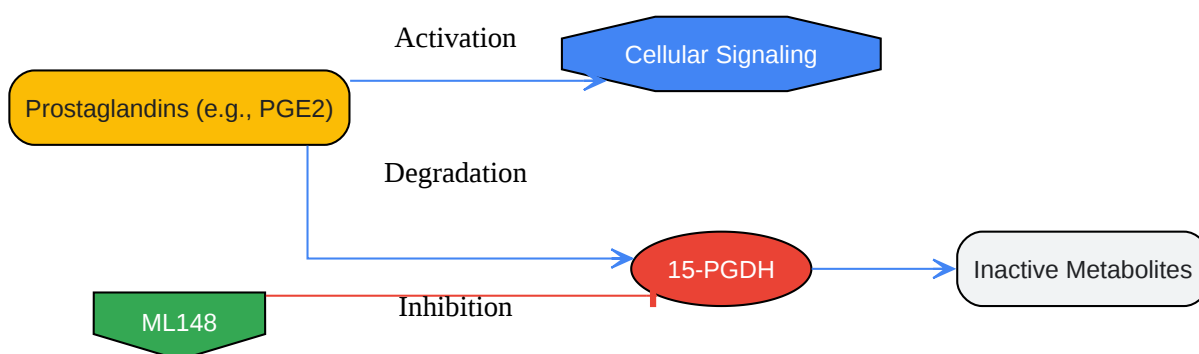 Activation
Cellular Signaling
Prostaglandins (e.g., PGE2)
Degradation
15-PGDH
Inactive Metabolites
Inhibition
ML148